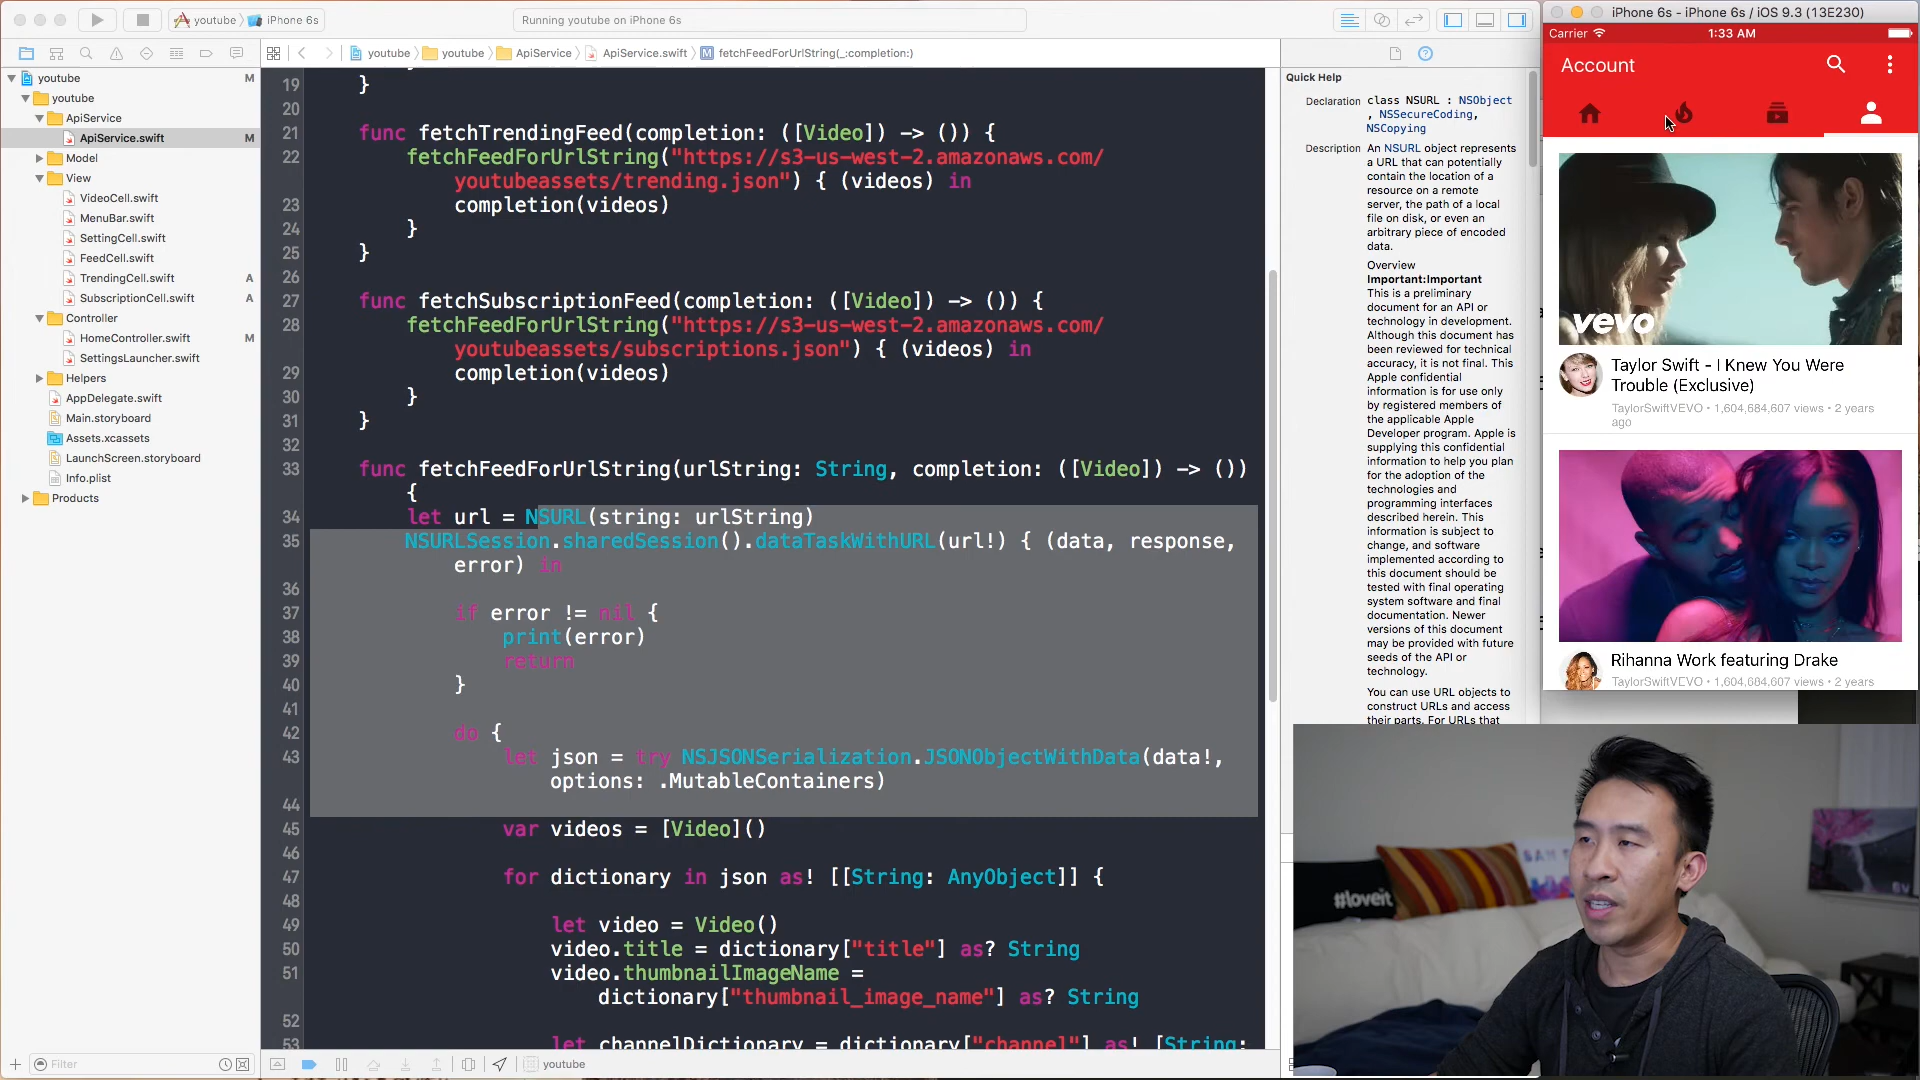 youtube
iPhone 6s
Running youtube on iPhone 6s
iPhone 6s - iPhone 6s / iOS 9.3 (13E230)
youtube
youtube
ApiService
ApiService.swift
M
fetchFeedForUrlString(_:completion:)
youtube M
youtube
ApiService
ApiService.swift M
Model
View
VideoCell.swift
MenuBar.swift
SettingCell.swift
FeedCell.swift
TrendingCell.swift A
SubscriptionCell.swift A
Controller
HomeController.swift M
SettingsLauncher.swift
Helpers
AppDelegate.swift
Main.storyboard
Assets.xcassets
LaunchScreen.storyboard
Info.plist
Products
Filter
19 }
20
21 func fetchTrendingFeed(completion: ([Video]) -> ()) {
22 fetchFeedForUrlString("https://s3-us-west-2.amazonaws.com/
youtubeassets/trending.json") { (videos) in
23 completion(videos)
24 }
25 }
26
27 func fetchSubscriptionFeed(completion: ([Video]) -> ()) {
28 fetchFeedForUrlString("https://s3-us-west-2.amazonaws.com/
youtubeassets/subscriptions.json") { (videos) in
29 completion(videos)
30 }
31 }
32
33 func fetchFeedForUrlString(urlString: String, completion: ([Video]) -> ())
{
34 let url = NSURL(string: urlString)
35 NSURLSession.sharedSession().dataTaskWithURL(url!) { (data, response,
error) in
36
37 if error != nil {
38 print(error)
39 return
40 }
41
42 do {
43 let json = try NSJSONSerialization.JSONObjectWithData(data!,
options: .MutableContainers)
44
45 var videos = [Video]()
46
47 for dictionary in json as! [[String: AnyObject]] {
48
49 let video = Video()
50 video.title = dictionary["title"] as? String
51 video.thumbnailImageName =
dictionary["thumbnail_image_name"] as? String
52
53 let channelDictionary = dictionary["channel"] as! [String:
youtube
Quick Help
Declaration class NSURL : NSObject
, NSSecureCoding,
NSCopying
Description An NSURL object represents
a URL that can potentially
contain the location of a
resource on a remote
server, the path of a local
file on disk, or even an
arbitrary piece of encoded
data.
Overview
Important:Important
This is a preliminary
document for an API or
technology in development.
Although this document has
been reviewed for technical
accuracy, it is not final. This
Apple confidential
information is for use only
by registered members of
the applicable Apple
Developer program. Apple is
supplying this confidential
information to help you plan
for the adoption of the
technologies and
programming interfaces
described herein. This
information is subject to
change, and software
implemented according to
this document should be
tested with final operating
system software and final
documentation. Newer
versions of this document
may be provided with future
seeds of the API or
technology.
You can use URL objects to
construct URLs and access
their parts. For URLs that
Carrier
1:33 AM
Account
vevo
Taylor Swift - I Knew You Were
Trouble (Exclusive)
TaylorSwiftVEVO • 1,604,684,607 views • 2 years
ago
Rihanna Work featuring Drake
TaylorSwiftVEVO • 1,604,684,607 views • 2 years
#loveit